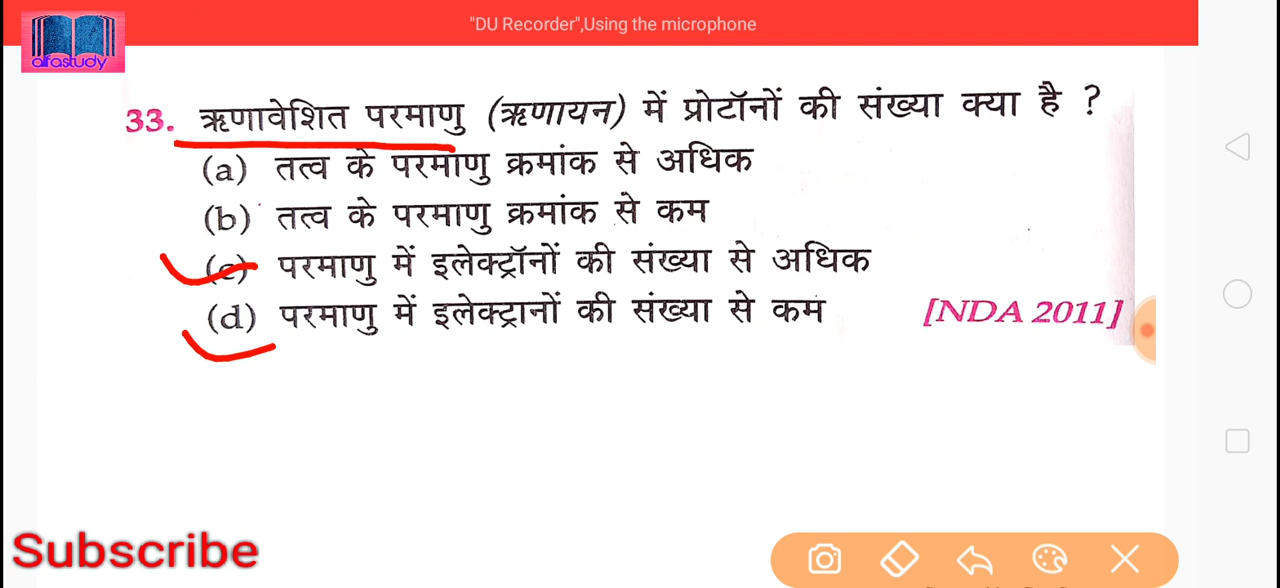 "DU Recorder",Using the microphone
alfastudy
33. ऋणावेशित परमाणु (ऋणायन) में प्रोटॉनों की संख्या क्या है ?
(a) तत्व के परमाणु क्रमांक से अधिक
(b) तत्व के परमाणु क्रमांक से कम
(c) परमाणु में इलेक्ट्रॉनों की संख्या से अधिक
(d) परमाणु में इलेक्ट्रानों की संख्या से कम [NDA 2011]
Subscribe